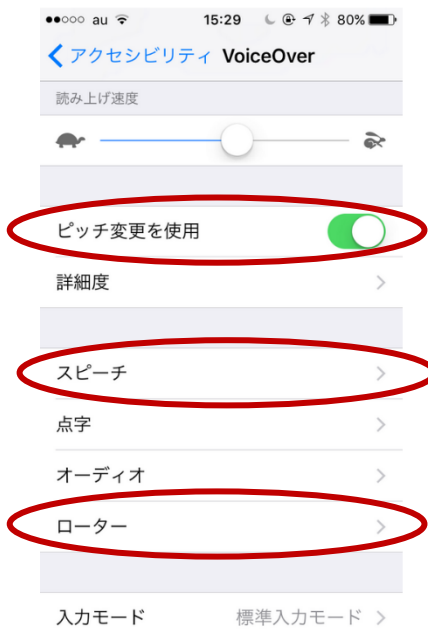 au 15:29 80%
アクセシビリティ VoiceOver
読み上げ速度
ピッチ変更を使用
詳細度
スピーチ
点字
オーディオ
ローター
入力モード 標準入力モード